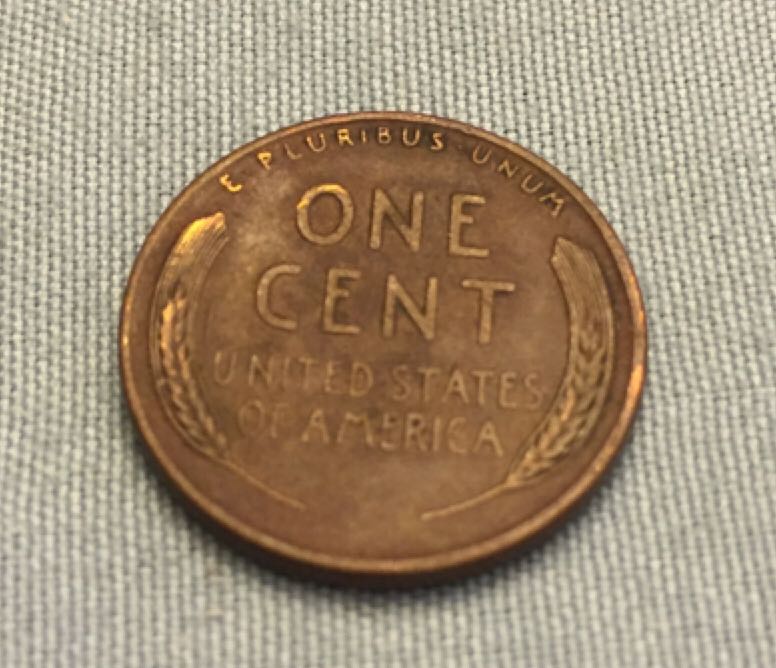 E PLURIBUS · UNUM
ONE
CENT
UNITED STATES
OF AMERICA